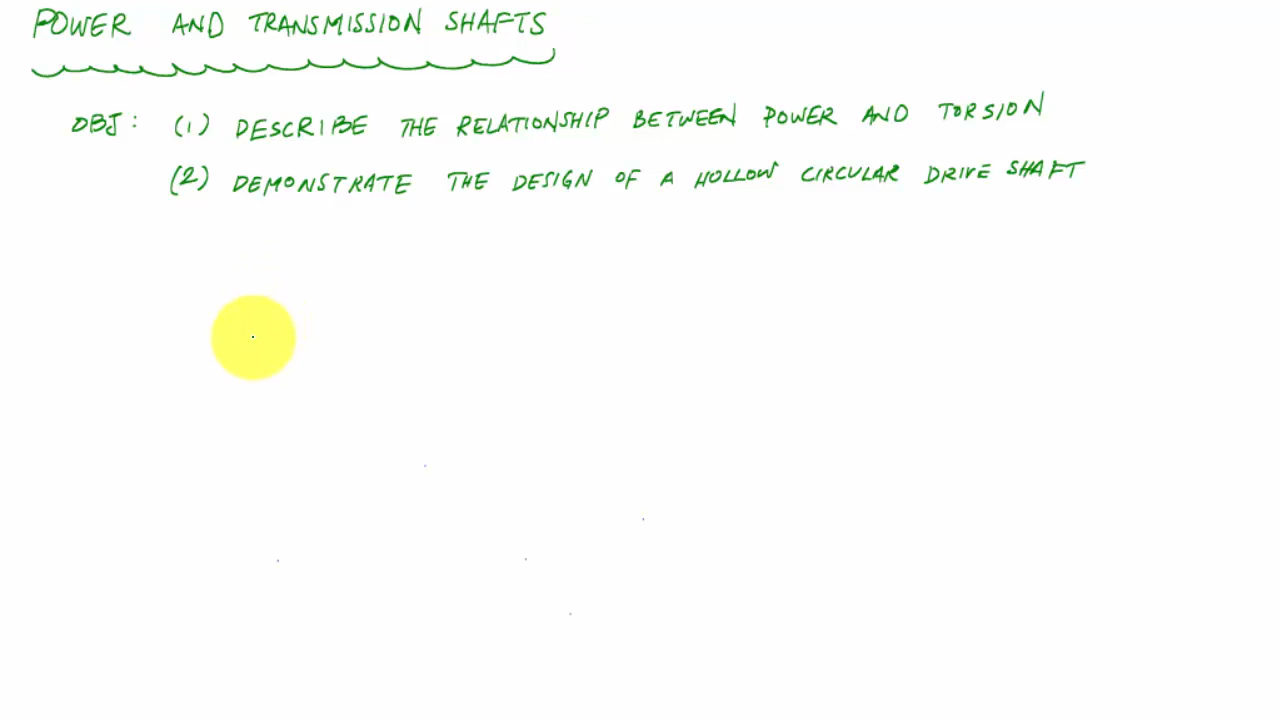 POWER AND TRANSMISSION SHAFTS
OBJ: (1) DESCRIBE THE RELATIONSHIP BETWEEN POWER AND TORSION
(2) DEMONSTRATE THE DESIGN OF A HOLLOW CIRCULAR DRIVE SHAFT